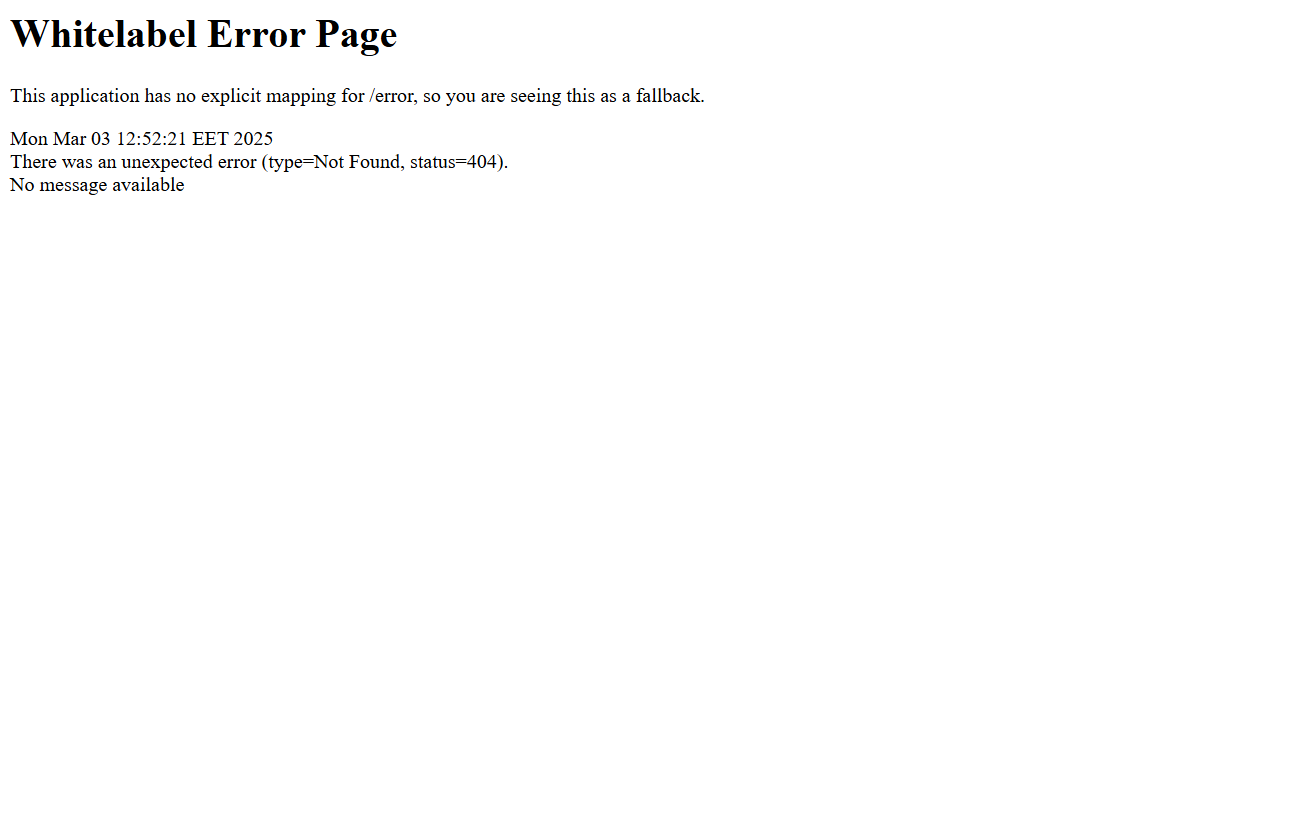 Whitelabel Error Page
This application has no explicit mapping for /error, so you are seeing this as a fallback.
Mon Mar 03 12:52:21 EET 2025
There was an unexpected error (type=Not Found, status=404).
No message available